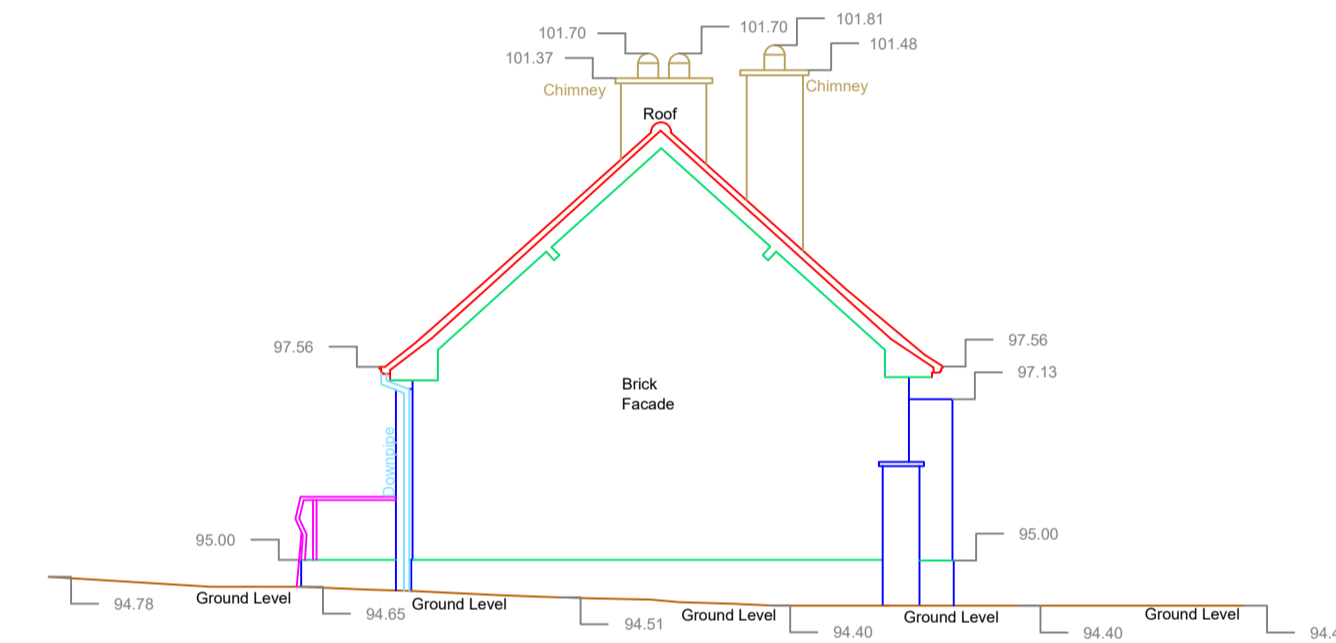 101.81
101.70
101.70
101.48
101.37
Chimney
Chimney
Roof
97.56
97.56
97.13
Brick
Facade
Downpipe
95.00
95.00
94.78
Ground Level
94.65
Ground Level
94.51
Ground Level
94.40
Ground Level
94.40
Ground Level